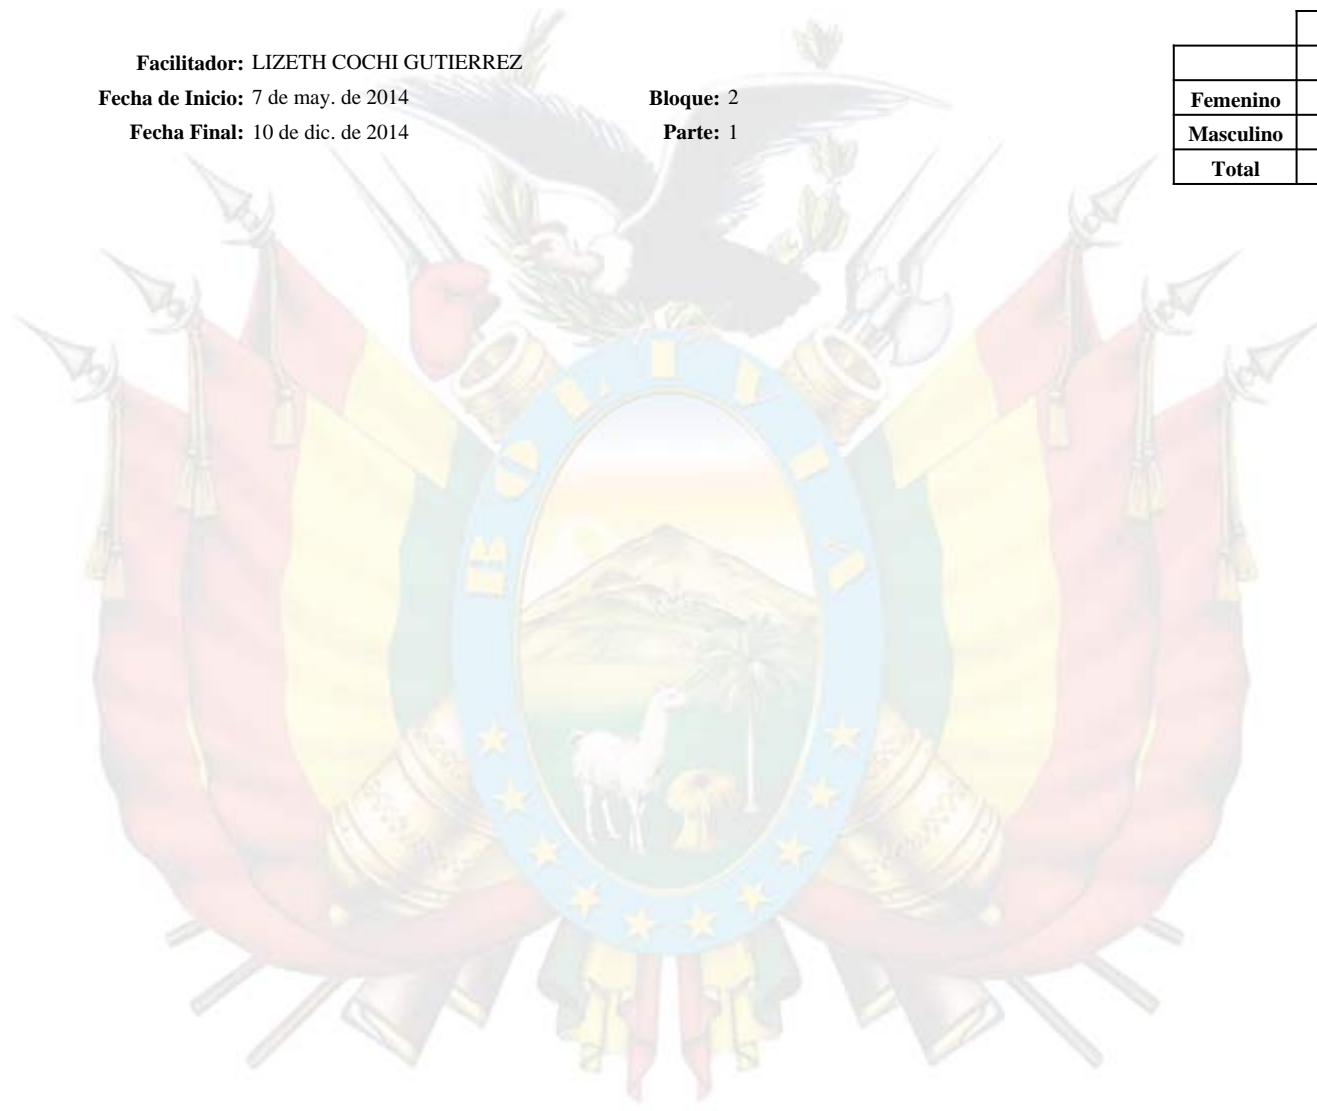 Facilitador: LIZETH COCHI GUTIERREZ
Fecha de Inicio: 7 de may. de 2014 Bloque: 2
Fecha Final: 10 de dic. de 2014 Parte: 1
Femenino
Masculino
Total
BOLIVIA